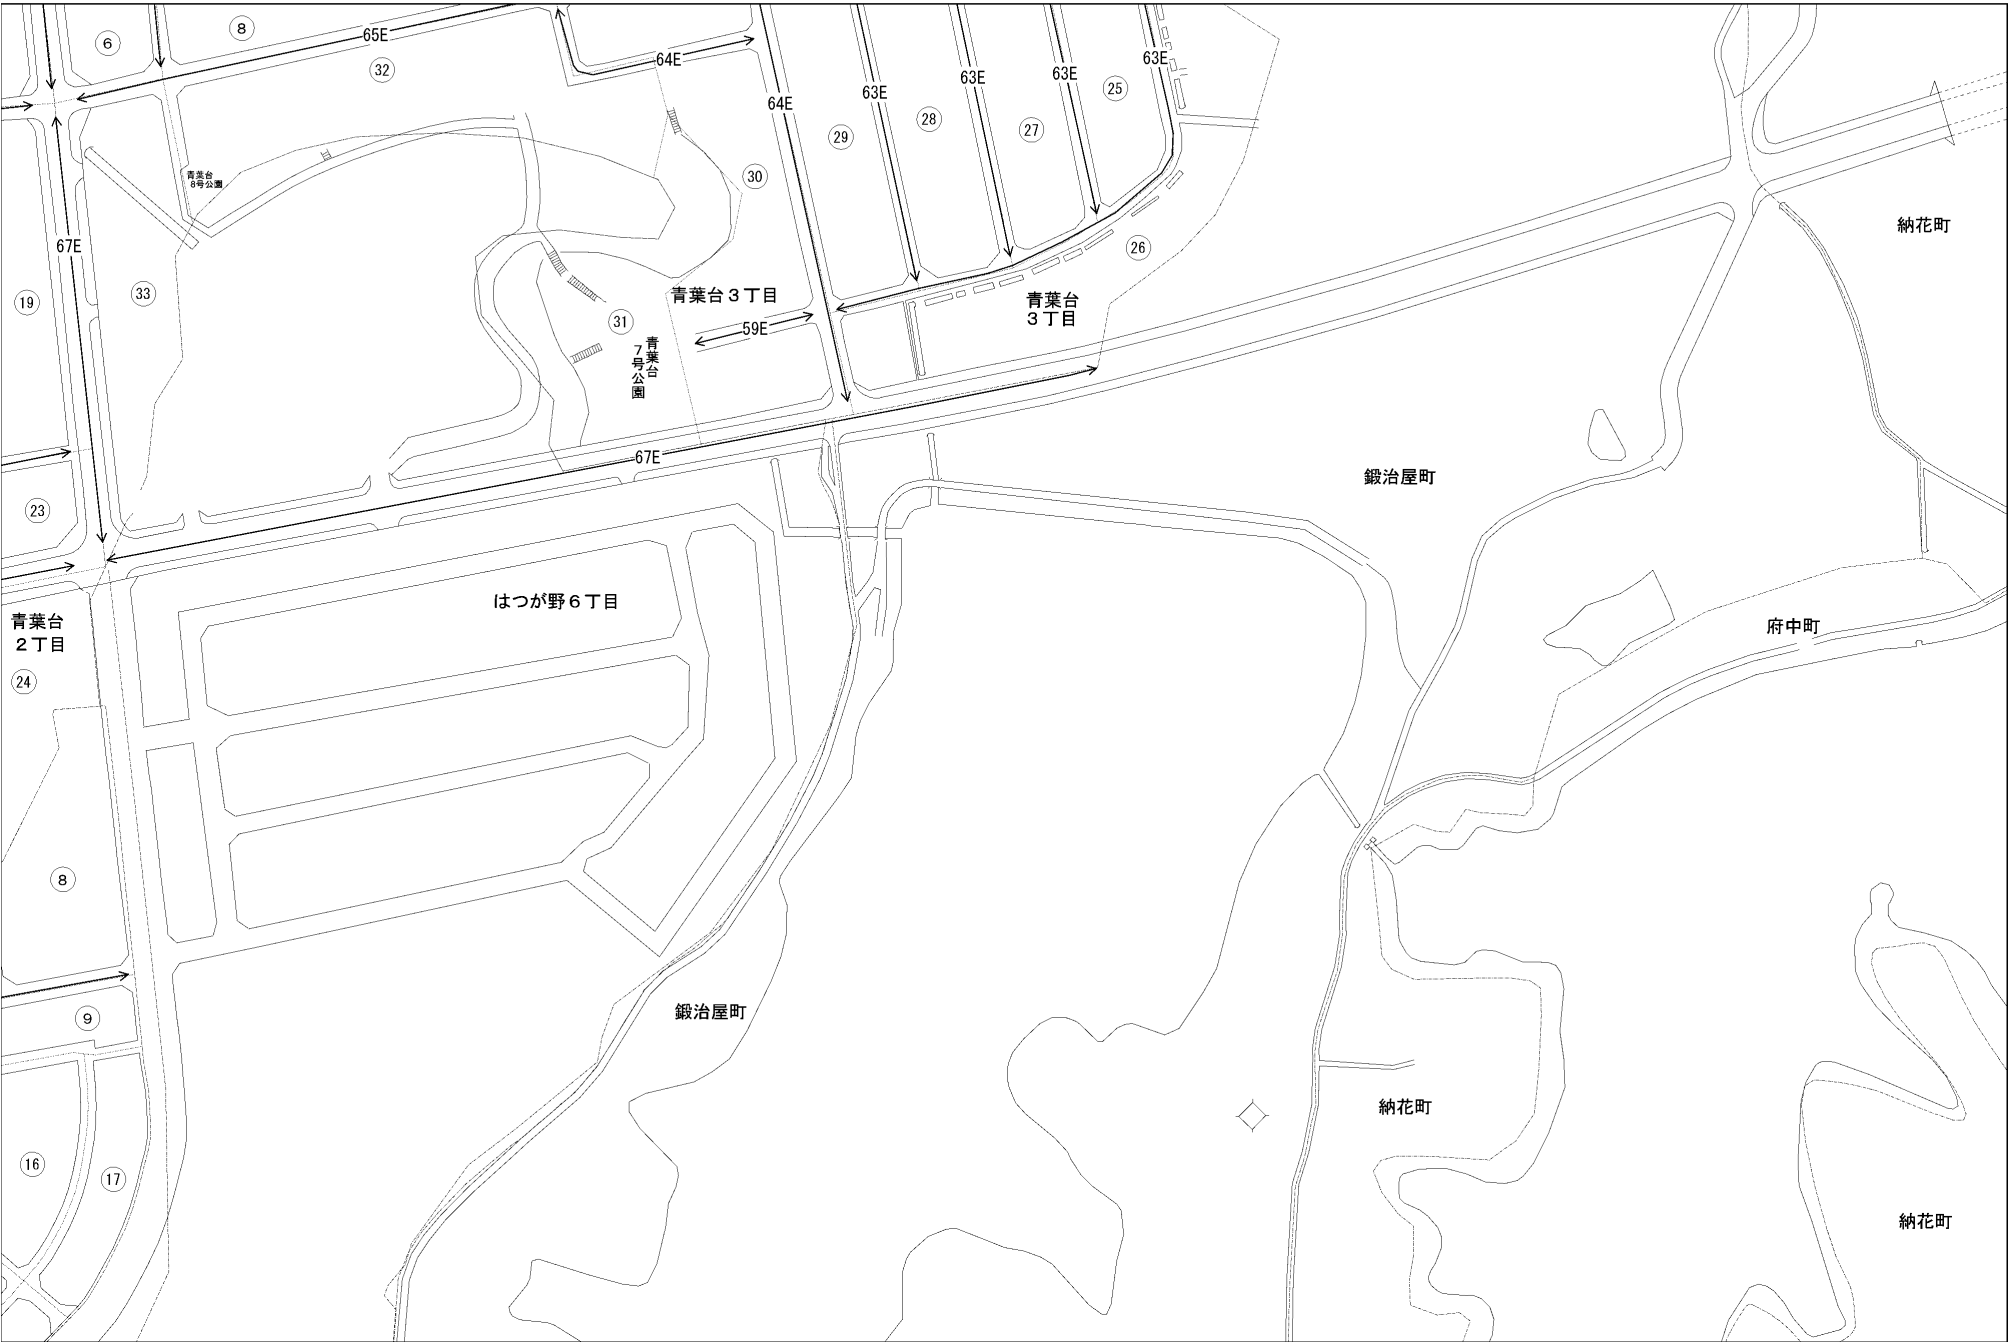 6
8
65E
32
64E
64E
63E
63E
63E
63E
25
28
27
29
青葉台
8号公園
30
納花町
67E
26
33
19
青葉台３丁目
青葉台
３丁目
31
59E
青葉台
７号公園
67E
鍛治屋町
23
はつが野６丁目
青葉台
２丁目
府中町
24
8
鍛治屋町
9
納花町
16
17
納花町